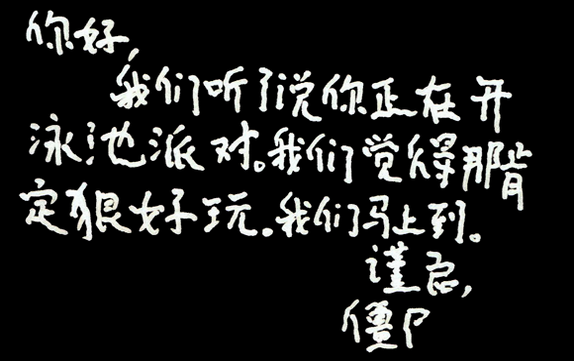 你好,
我们听了说你正在开
泳池派对。我们觉得那肯
定狠好玩。我们马上到。
谨启,
僵尸